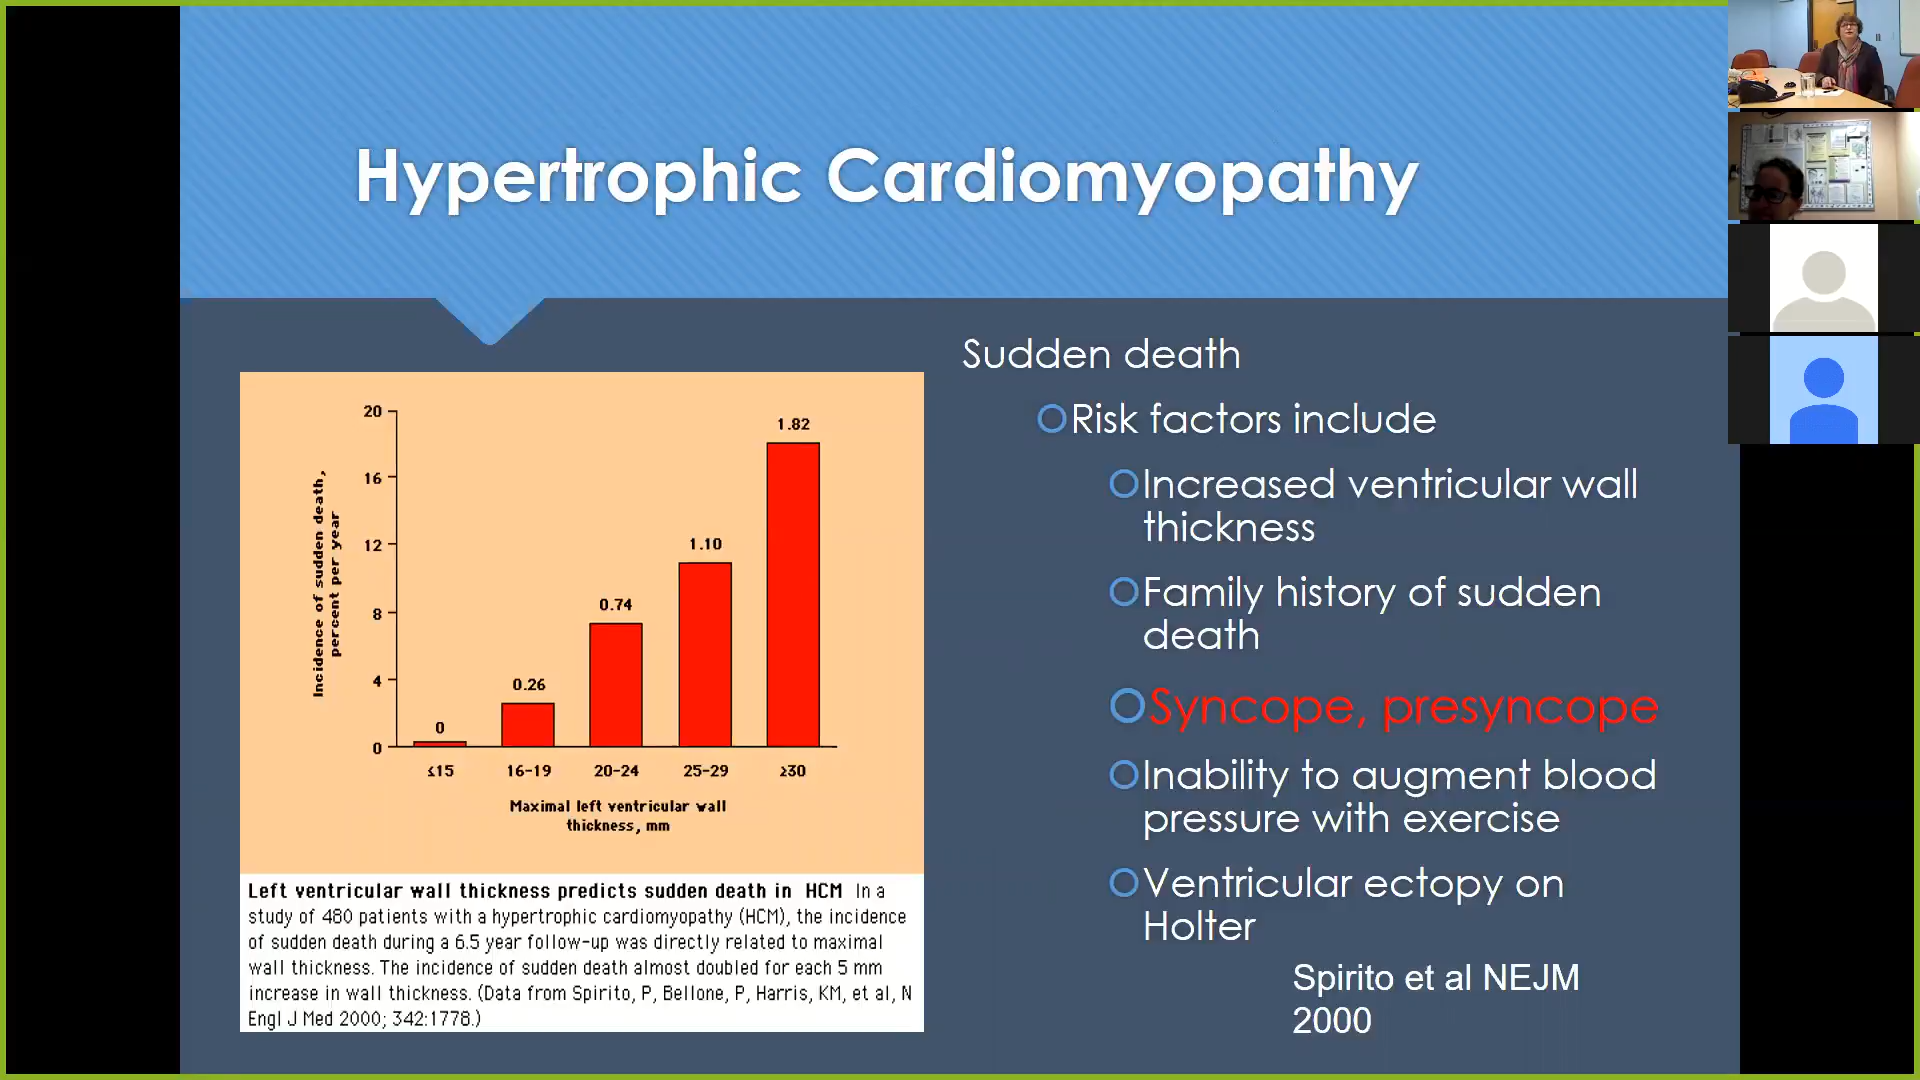 Hypertrophic Cardiomyopathy
20
16
12
8
4
0
Incidence of sudden death,
percent per year
0
0.26
0.74
1.10
1.82
≤15
16-19
20-24
25-29
≥30
Maximal left ventricular wall
thickness, mm
Left ventricular wall thickness predicts sudden death in HCM In a
study of 480 patients with a hypertrophic cardiomyopathy (HCM), the incidence
of sudden death during a 6.5 year follow-up was directly related to maximal
wall thickness. The incidence of sudden death almost doubled for each 5 mm
increase in wall thickness. (Data from Spirito, P, Bellone, P, Harris, KM, et al, N
Engl J Med 2000; 342:1778.)
Sudden death
Risk factors include
Increased ventricular wall
thickness
Family history of sudden
death
Syncope, presyncope
Inability to augment blood
pressure with exercise
Ventricular ectopy on
Holter
Spirito et al NEJM
2000